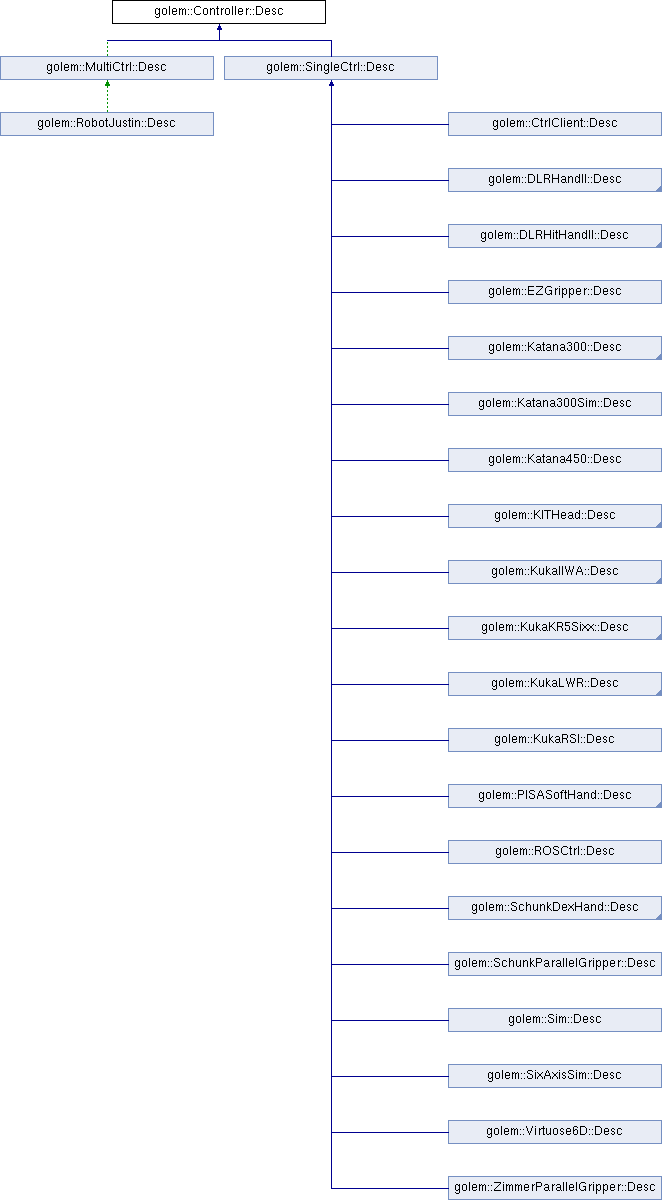 golem::Controller::Desc
golem::MultiCtrl::Desc
golem::SingleCtrl::Desc
golem::RobotJustin::Desc
golem::CtrlClient::Desc
golem::DLRHandII::Desc
golem::DLRHitHandII::Desc
golem::EZGripper::Desc
golem::Katana300::Desc
golem::Katana300Sim::Desc
golem::Katana450::Desc
golem::KITHead::Desc
golem::KukaIIWA::Desc
golem::KukaKR5Sixx::Desc
golem::KukaLWR::Desc
golem::KukaRSI::Desc
golem::PISASoftHand::Desc
golem::ROSCtrl::Desc
golem::SchunkDexHand::Desc
golem::SchunkParallelGripper::Desc
golem::Sim::Desc
golem::SixAxisSim::Desc
golem::Virtuose6D::Desc
golem::ZimmerParallelGripper::Desc